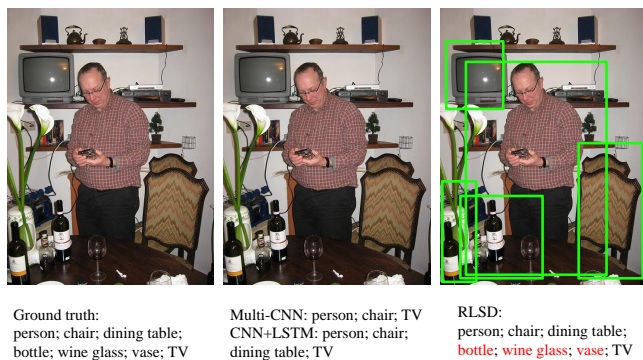 Ground truth:
person; chair; dining table;
bottle; wine glass; vase; TV
Multi-CNN: person; chair; TV
CNN+LSTM: person; chair;
dining table; TV
RLSD:
person; chair; dining table;
bottle; wine glass; vase; TV